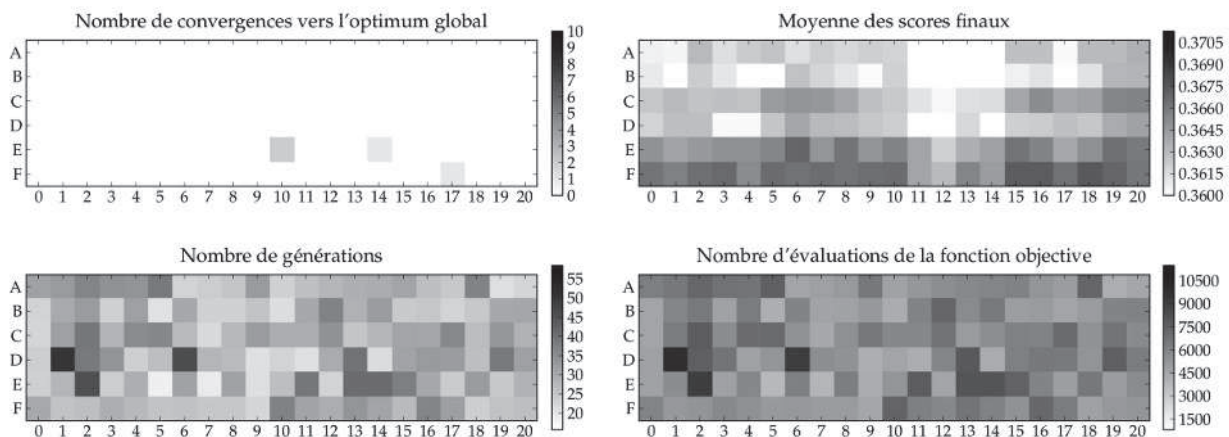 Nombre de convergences vers l'optimum global
A
B
C
D
E
F
0 1 2 3 4 5 6 7 8 9 10 11 12 13 14 15 16 17 18 19 20
10
9
8
7
6
5
4
3
2
1
0
Moyenne des scores finaux
A
B
C
D
E
F
0 1 2 3 4 5 6 7 8 9 10 11 12 13 14 15 16 17 18 19 20
0.3705
0.3690
0.3675
0.3660
0.3645
0.3630
0.3615
0.3600
Nombre de générations
A
B
C
D
E
F
0 1 2 3 4 5 6 7 8 9 10 11 12 13 14 15 16 17 18 19 20
55
50
45
40
35
30
25
20
Nombre d'évaluations de la fonction objective
A
B
C
D
E
F
0 1 2 3 4 5 6 7 8 9 10 11 12 13 14 15 16 17 18 19 20
10500
9000
7500
6000
4500
3000
1500